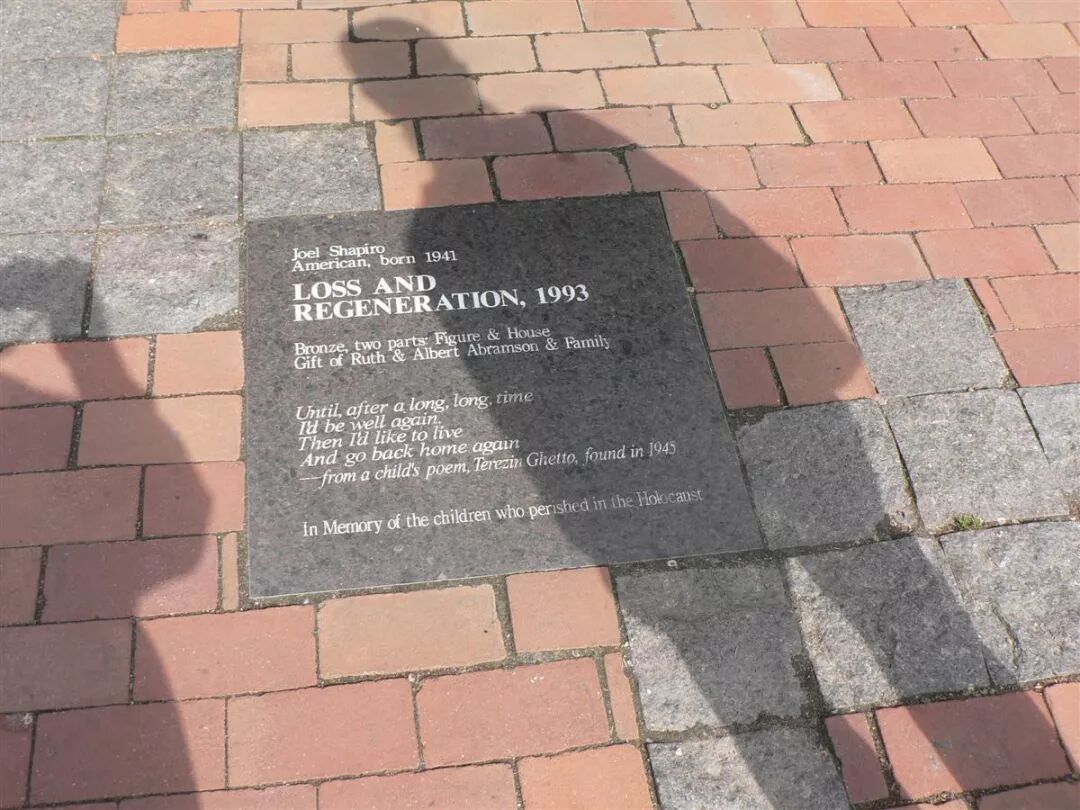 Joel Shapiro
American, born 1941
LOSS AND
REGENERATION, 1993
Bronze, two parts: Figure & House
Gift of Ruth & Albert Abramson & Family
Until, after a long, long, time
I'd be well again.
Then I'd like to live
And go back home again
—from a child's poem, Terezin Ghetto, found in 1945
In Memory of the children who perished in the Holocaust